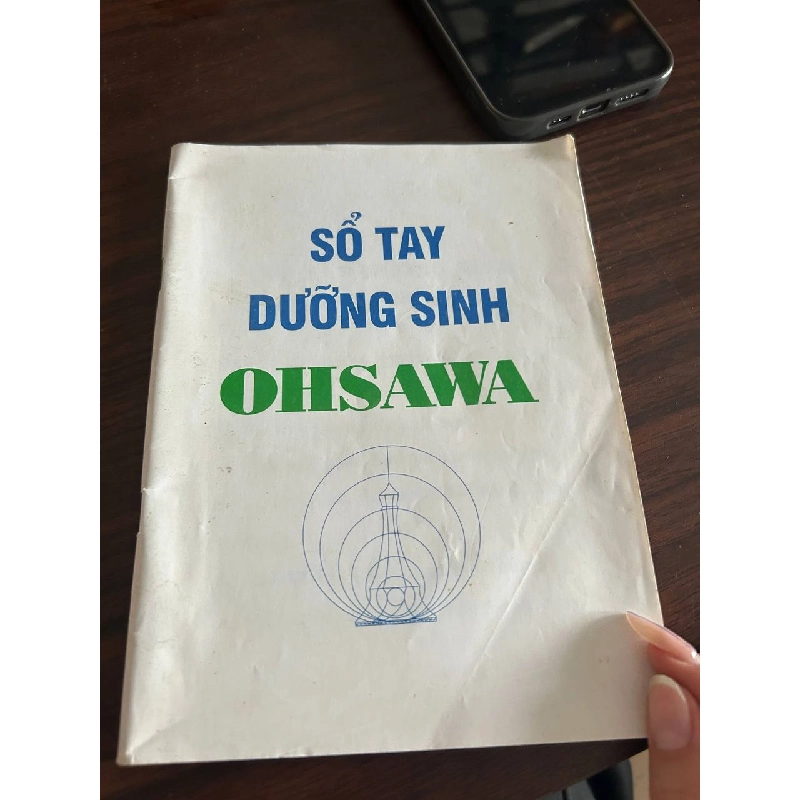 SỔ TAY
DƯỠNG SINH
OHSAWA